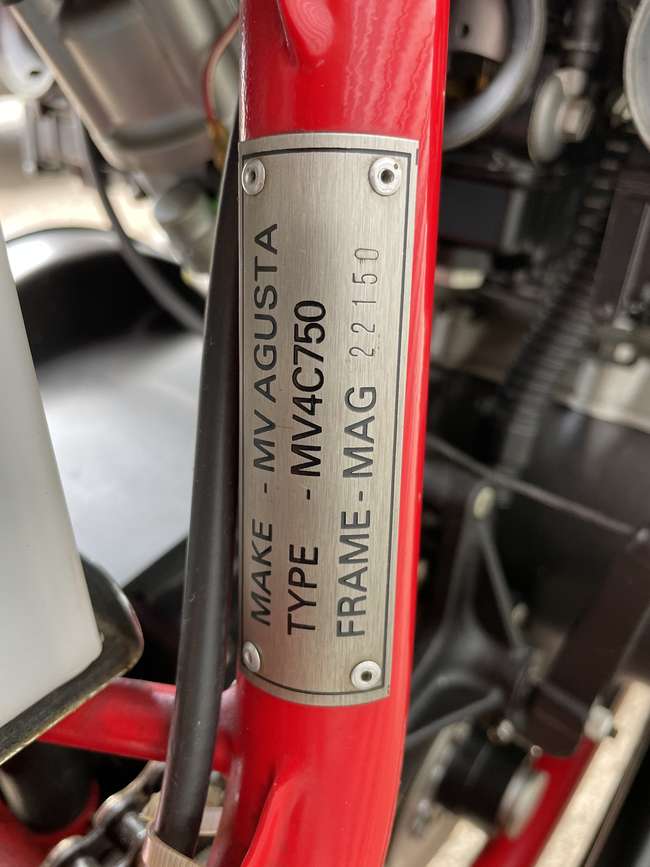 MAKE - MV AGUSTA
TYPE - MV4C750
FRAME - MAG 22150